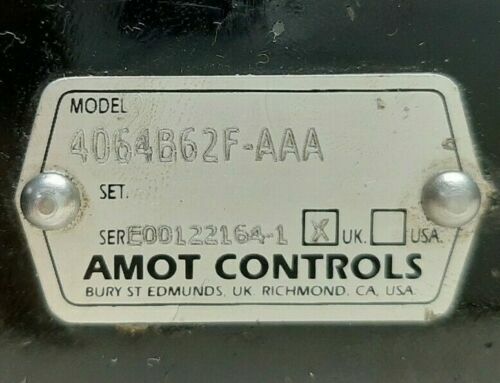 MODEL
4064B62F-AAA
SET.
SER E00122164-1 X UK. USA.
AMOT CONTROLS
BURY ST EDMUNDS, UK. RICHMOND. CA, USA.